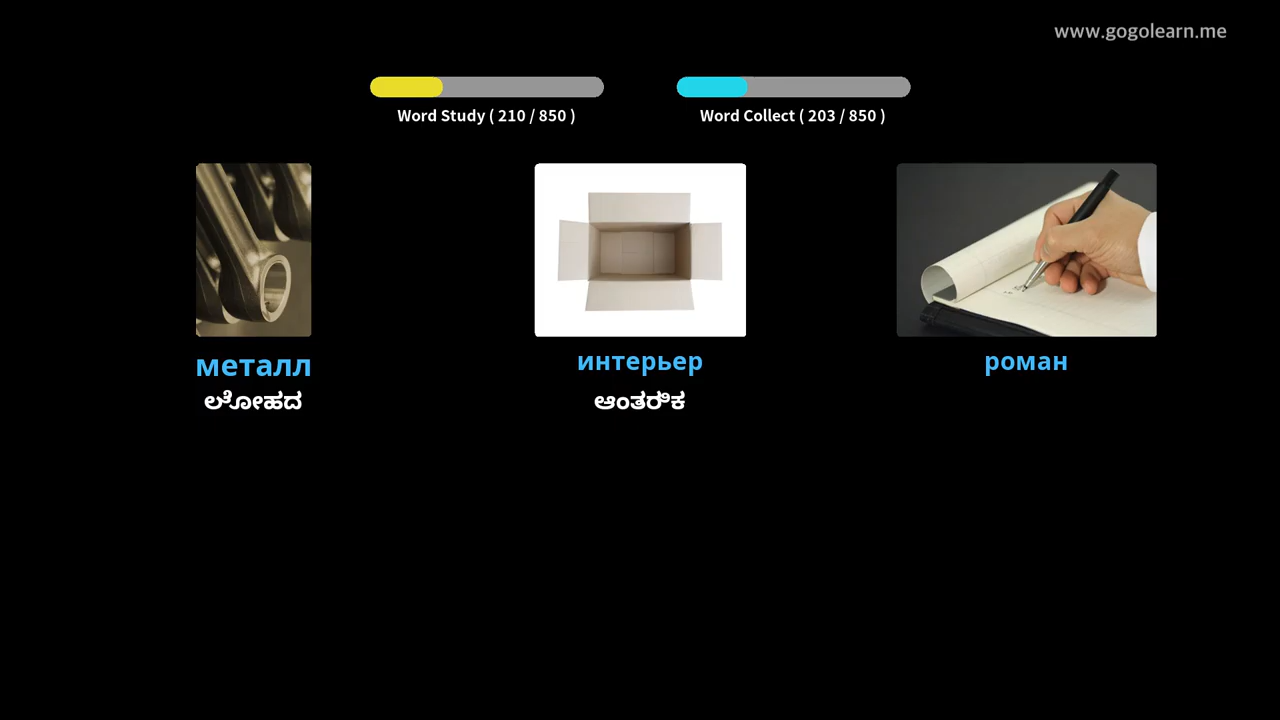 www.gogolearn.me
Word Study ( 210 / 850 )
Word Collect ( 203 / 850 )
металл
интерьер
роман
ಲೋಹದ
ಆಂತರಿಕ